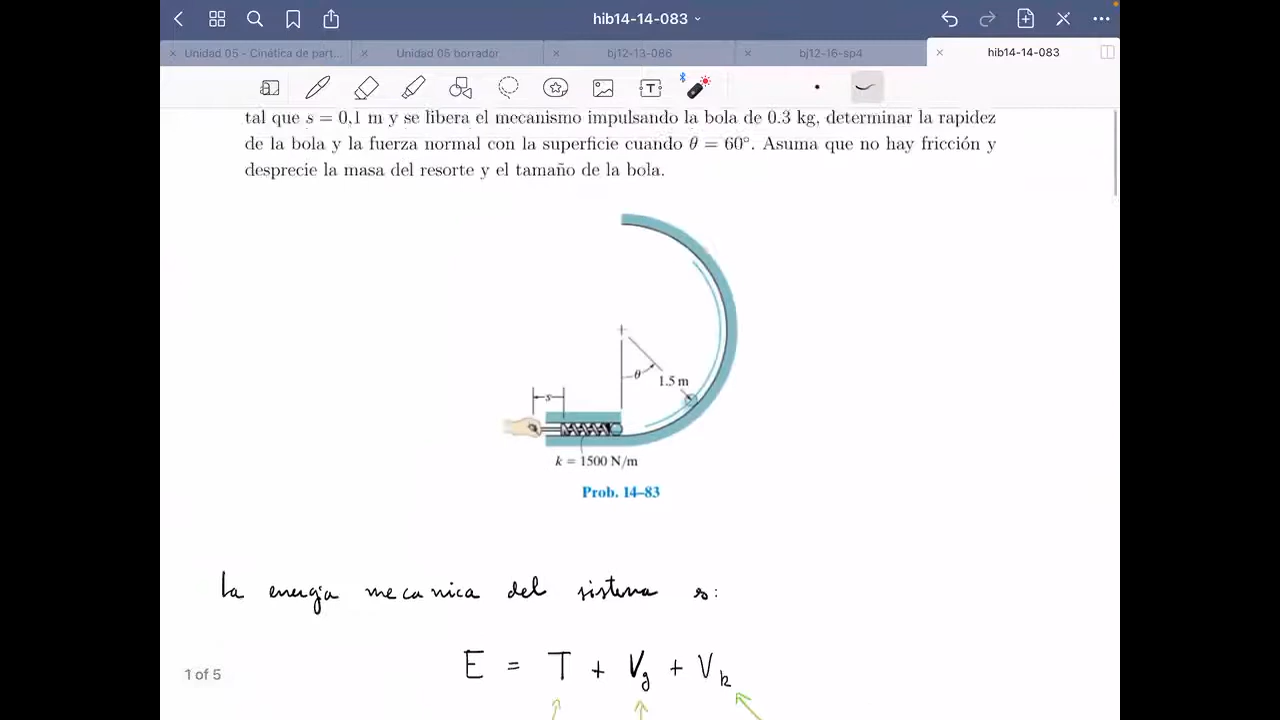 hib14-14-083
Unidad 05 - Cinética de part...
Unidad 05 borrador
bj12-13-086
bj12-16-sp4
hib14-14-083
tal que s = 0,1 m y se libera el mecanismo impulsando la bola de 0.3 kg, determinar la rapidez
de la bola y la fuerza normal con la superficie cuando θ = 60°. Asuma que no hay fricción y
desprecie la masa del resorte y el tamaño de la bola.
θ
1.5 m
s
k = 1500 N/m
Prob. 14–83
La energía mecanica del sistema es:
E = T + Vg + Vk
1 of 5